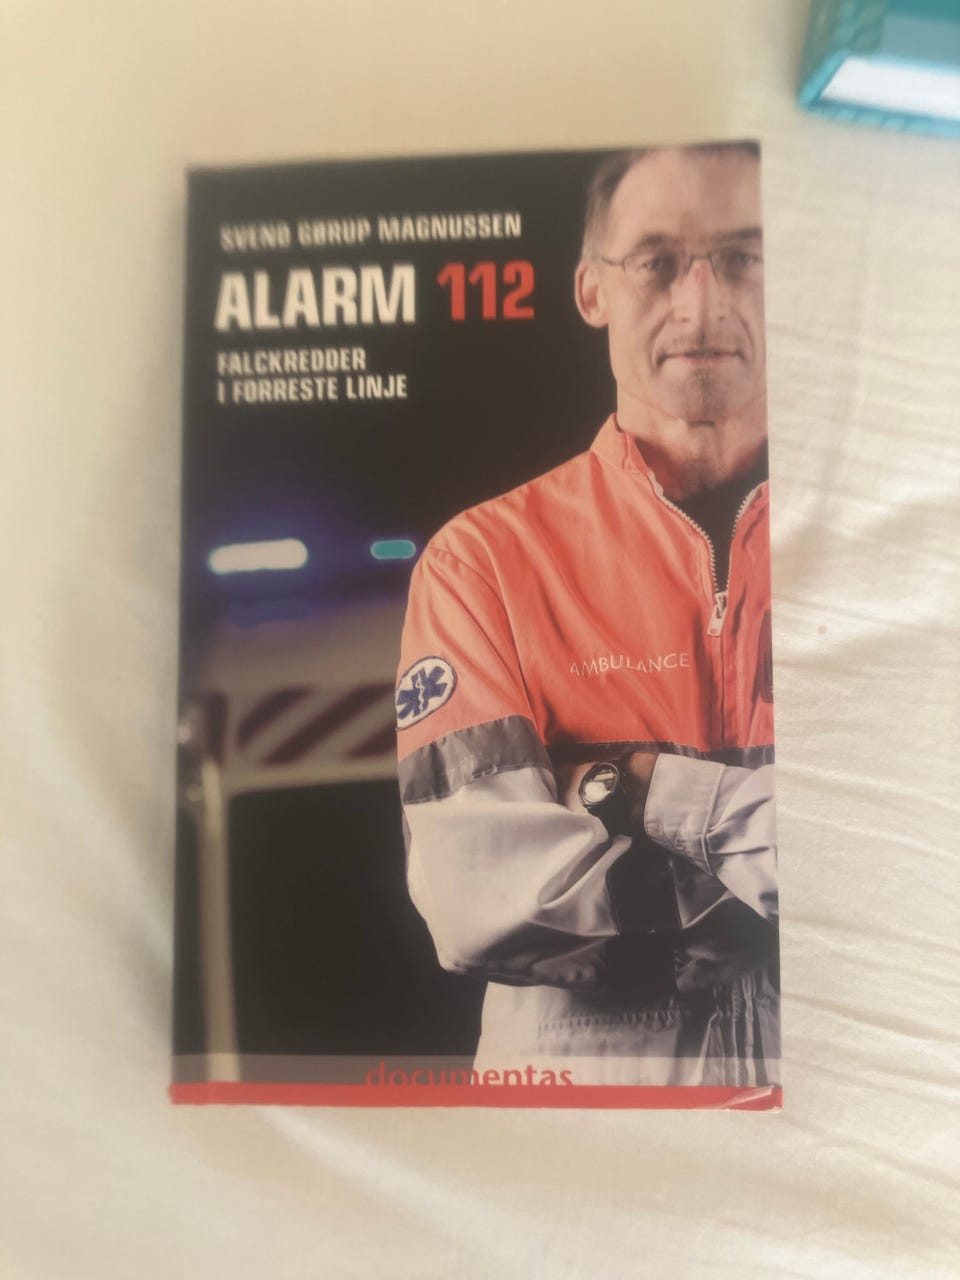 SVEND GØRUP MAGNUSSEN
ALARM 112
FALCKREDDER
I FORRESTE LINJE
AMBULANCE
documentas